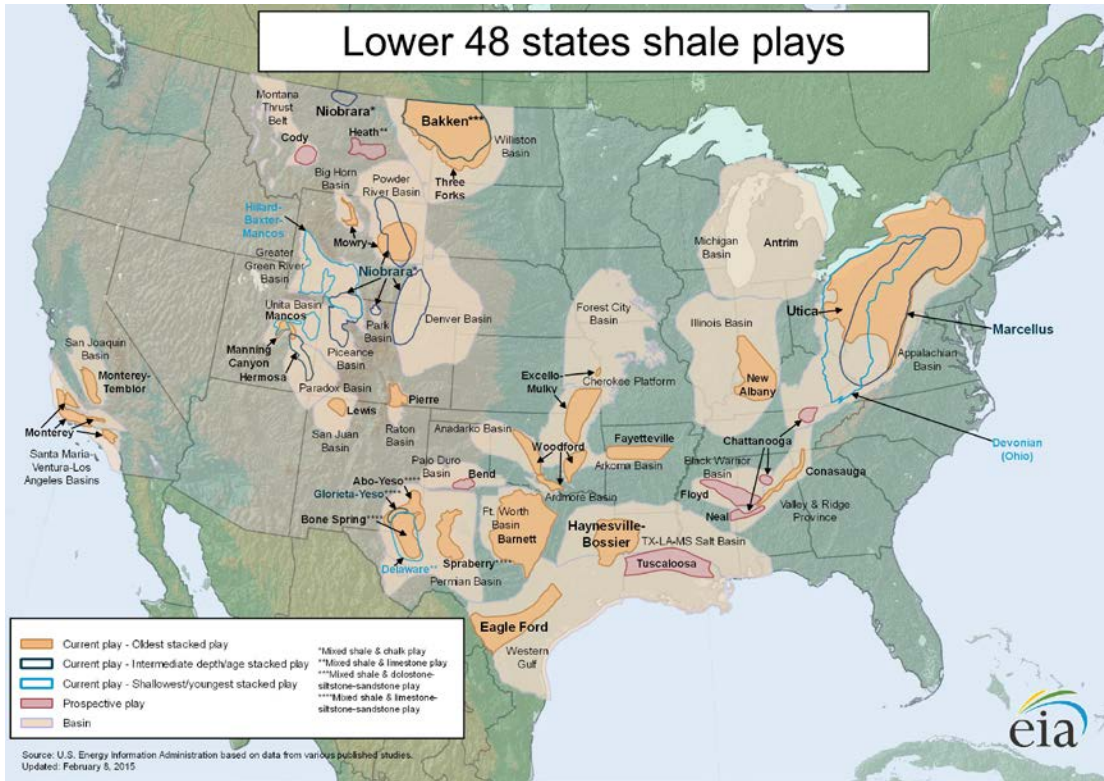 Lower 48 states shale plays
Montana
Thrust
Belt
Niobrara*
Cody
Heath**
Bakken***
Williston
Basin
Big Horn
Basin
Powder
River Basin
Three
Forks
Hillard-
Baxter-
Mancos
Mowry
Greater
Green River
Basin
Niobrara*
Michigan
Basin
Antrim
Unita Basin
Mancos
Park
Basin
Denver Basin
Forest City
Basin
Illinois Basin
Utica
Marcellus
San Joaquin
Basin
Manning
Canyon
Piceance
Basin
Hermosa
Appalachian
Basin
Monterey-
Temblor
Paradox Basin
Excello-
Mulky
Cherokee Platform
New
Albany
Lewis
Pierre
Monterey
San Juan
Basin
Raton
Basin
Anadarko Basin
Woodford
Fayetteville
Chattanooga
Devonian
(Ohio)
Santa Maria-
Ventura-Los
Angeles Basins
Palo Duro
Basin
Bend
Arkoma Basin
Black Warrior
Basin
Conasauga
Abo-Yeso****
Glorieta-Yeso****
Ardmore Basin
Floyd
Neal
Valley & Ridge
Province
Bone Spring****
Ft. Worth
Basin
Barnett
Haynesville-
Bossier
TX-LA-MS Salt Basin
Delaware**
Spraberry****
Permian Basin
Tuscaloosa
Eagle Ford
Western
Gulf
Current play - Oldest stacked play
Current play - Intermediate depth/age stacked play
Current play - Shallowest/youngest stacked play
Prospective play
Basin
*Mixed shale & chalk play
**Mixed shale & limestone play
***Mixed shale & dolostone-
siltstone-sandstone play
****Mixed shale & limestone-
siltstone-sandstone play
eia
Source: U.S. Energy Information Administration based on data from various published studies.
Updated: February 8, 2015